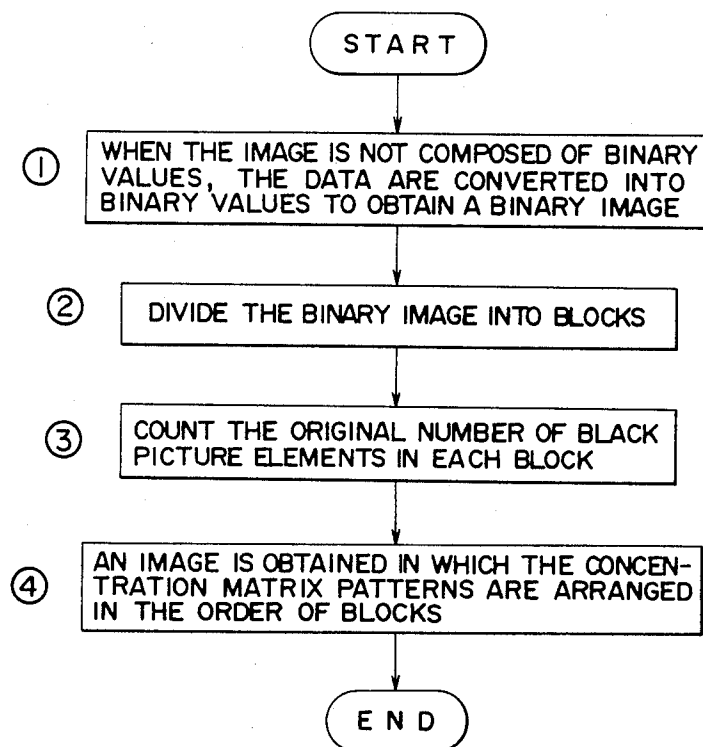 START
① WHEN THE IMAGE IS NOT COMPOSED OF BINARY
VALUES, THE DATA ARE CONVERTED INTO
BINARY VALUES TO OBTAIN A BINARY IMAGE
② DIVIDE THE BINARY IMAGE INTO BLOCKS
③ COUNT THE ORIGINAL NUMBER OF BLACK
PICTURE ELEMENTS IN EACH BLOCK
④ AN IMAGE IS OBTAINED IN WHICH THE CONCEN-
TRATION MATRIX PATTERNS ARE ARRANGED
IN THE ORDER OF BLOCKS
END